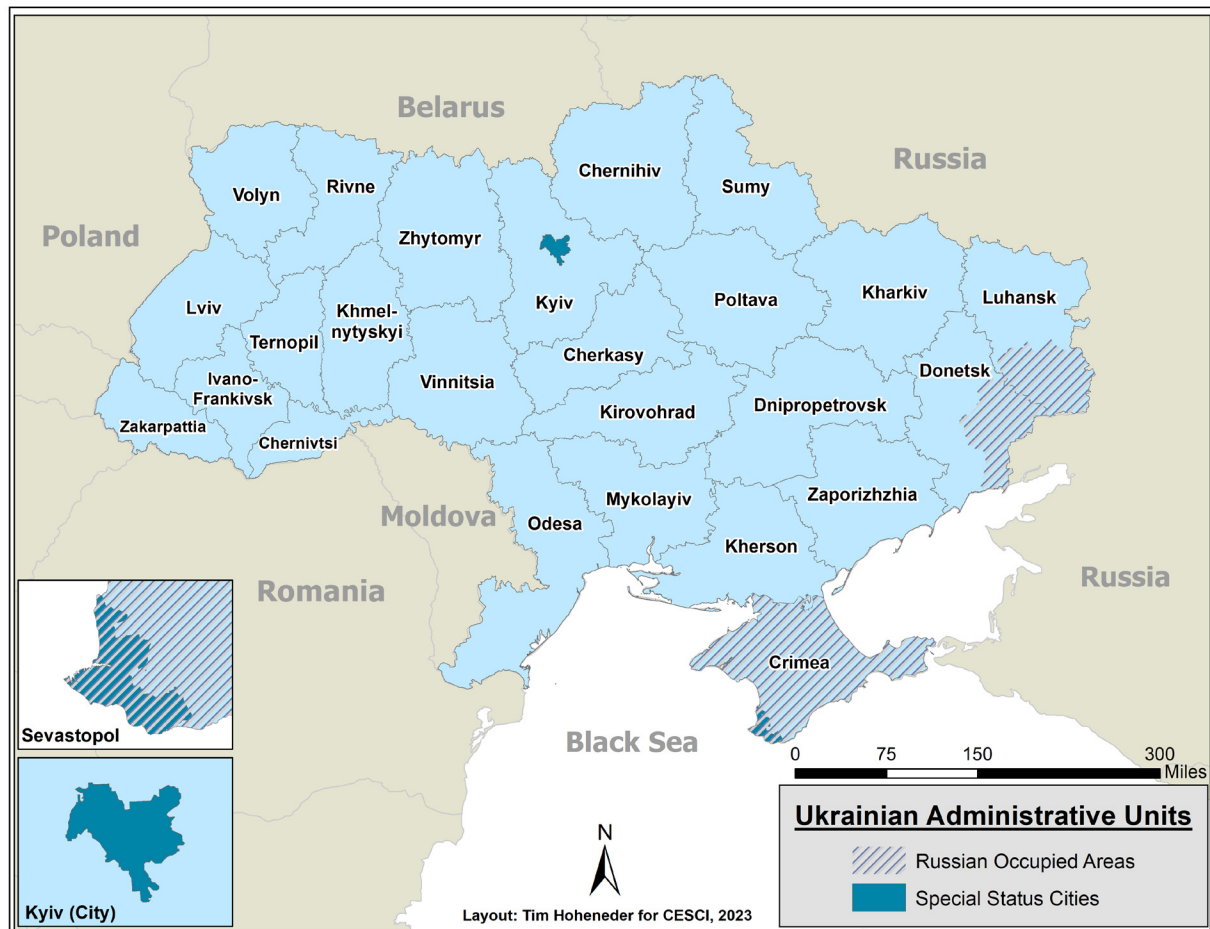 Belarus
Russia
Poland
Volyn
Rivne
Chernihiv
Sumy
Zhytomyr
Kyiv
Lviv
Khmel-
nytyskyi
Ternopil
Poltava
Kharkiv
Luhansk
Cherkasy
Ivano-
Frankivsk
Vinnitsia
Donetsk
Kirovohrad
Dnipropetrovsk
Zakarpattia
Chernivtsi
Moldova
Odesa
Mykolayiv
Zaporizhzhia
Kherson
Romania
Russia
Crimea
Sevastopol
Black Sea
0 75 150 300
Miles
Kyiv (City)
N
Layout: Tim Hoheneder for CESCI, 2023
Ukrainian Administrative Units
Russian Occupied Areas
Special Status Cities